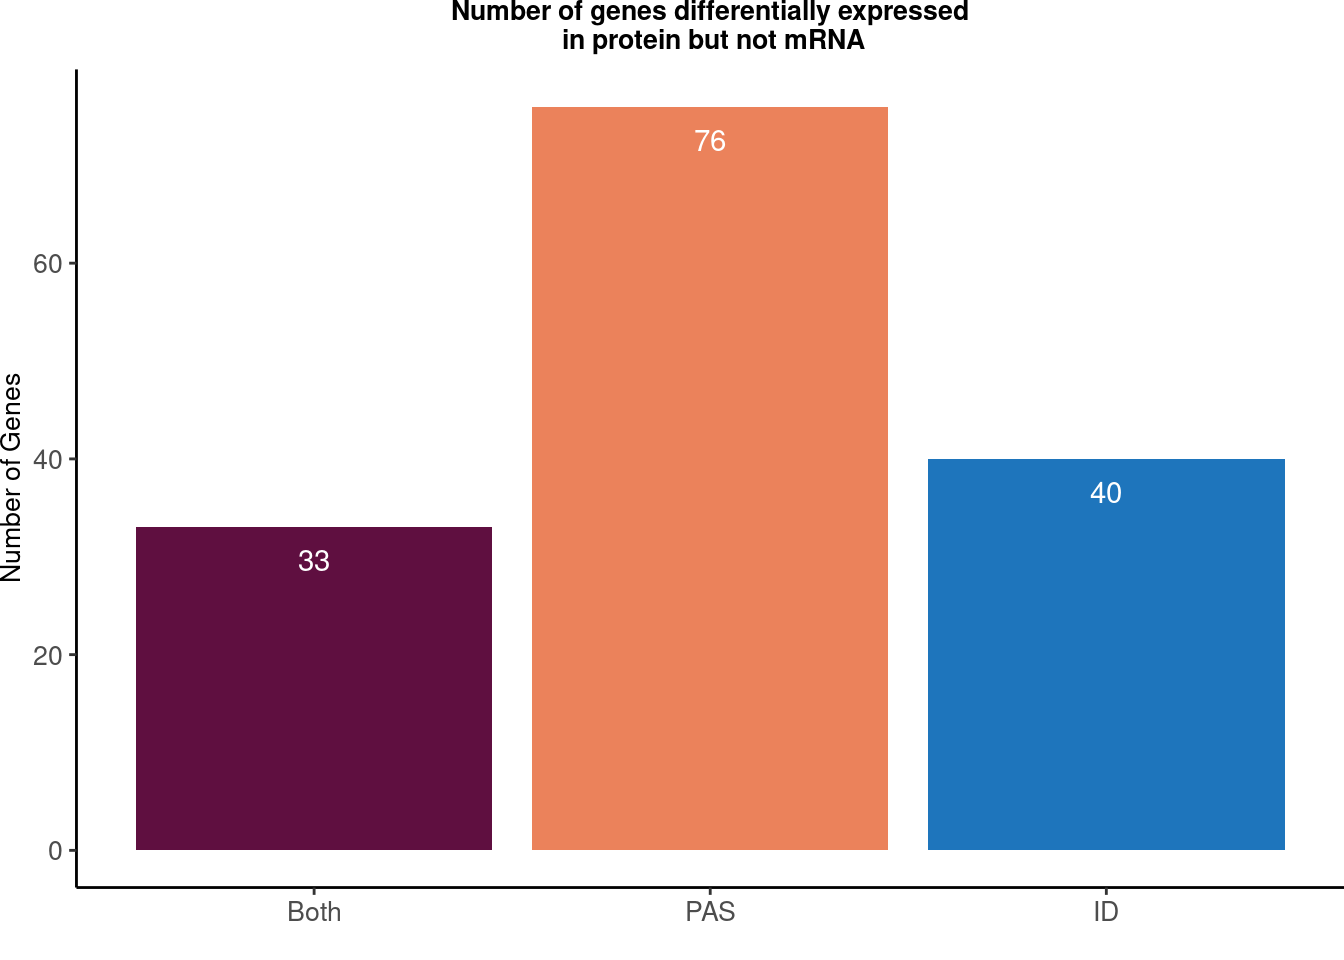 Number of genes differentially expressed
in protein but not mRNA
Number of Genes
60
40
20
0
33
76
40
Both
PAS
ID